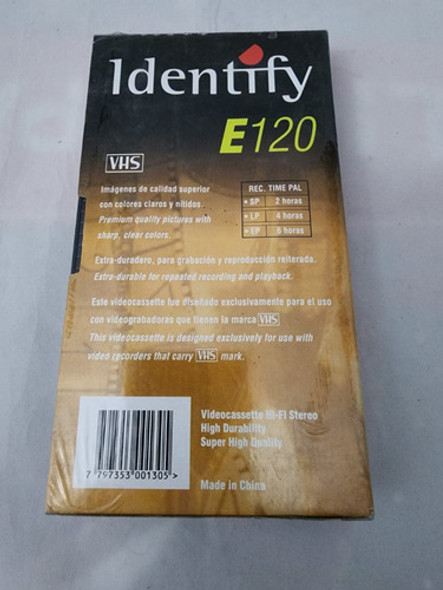 Identify
E120
VHS
Imágenes de calidad superior
con colores claros y nítidos.
Premium quality pictures with
sharp, clear colors.
REC. TIME PAL
• SP 2 horas
• LP 4 horas
• EP 6 horas
Extra-duradero, para grabación y reproducción reiterada.
Extra-durable for repeated recording and playback.
Este videocassette fue diseñado exclusivamente para el uso
con videograbadoras que tienen la marca VHS
This videocassette is designed exclusively for use with
video recorders that carry VHS mark.
Videocassette HI-FI Stereo
High Durability
Super High Quality
7 797353 001305 >
Made in China